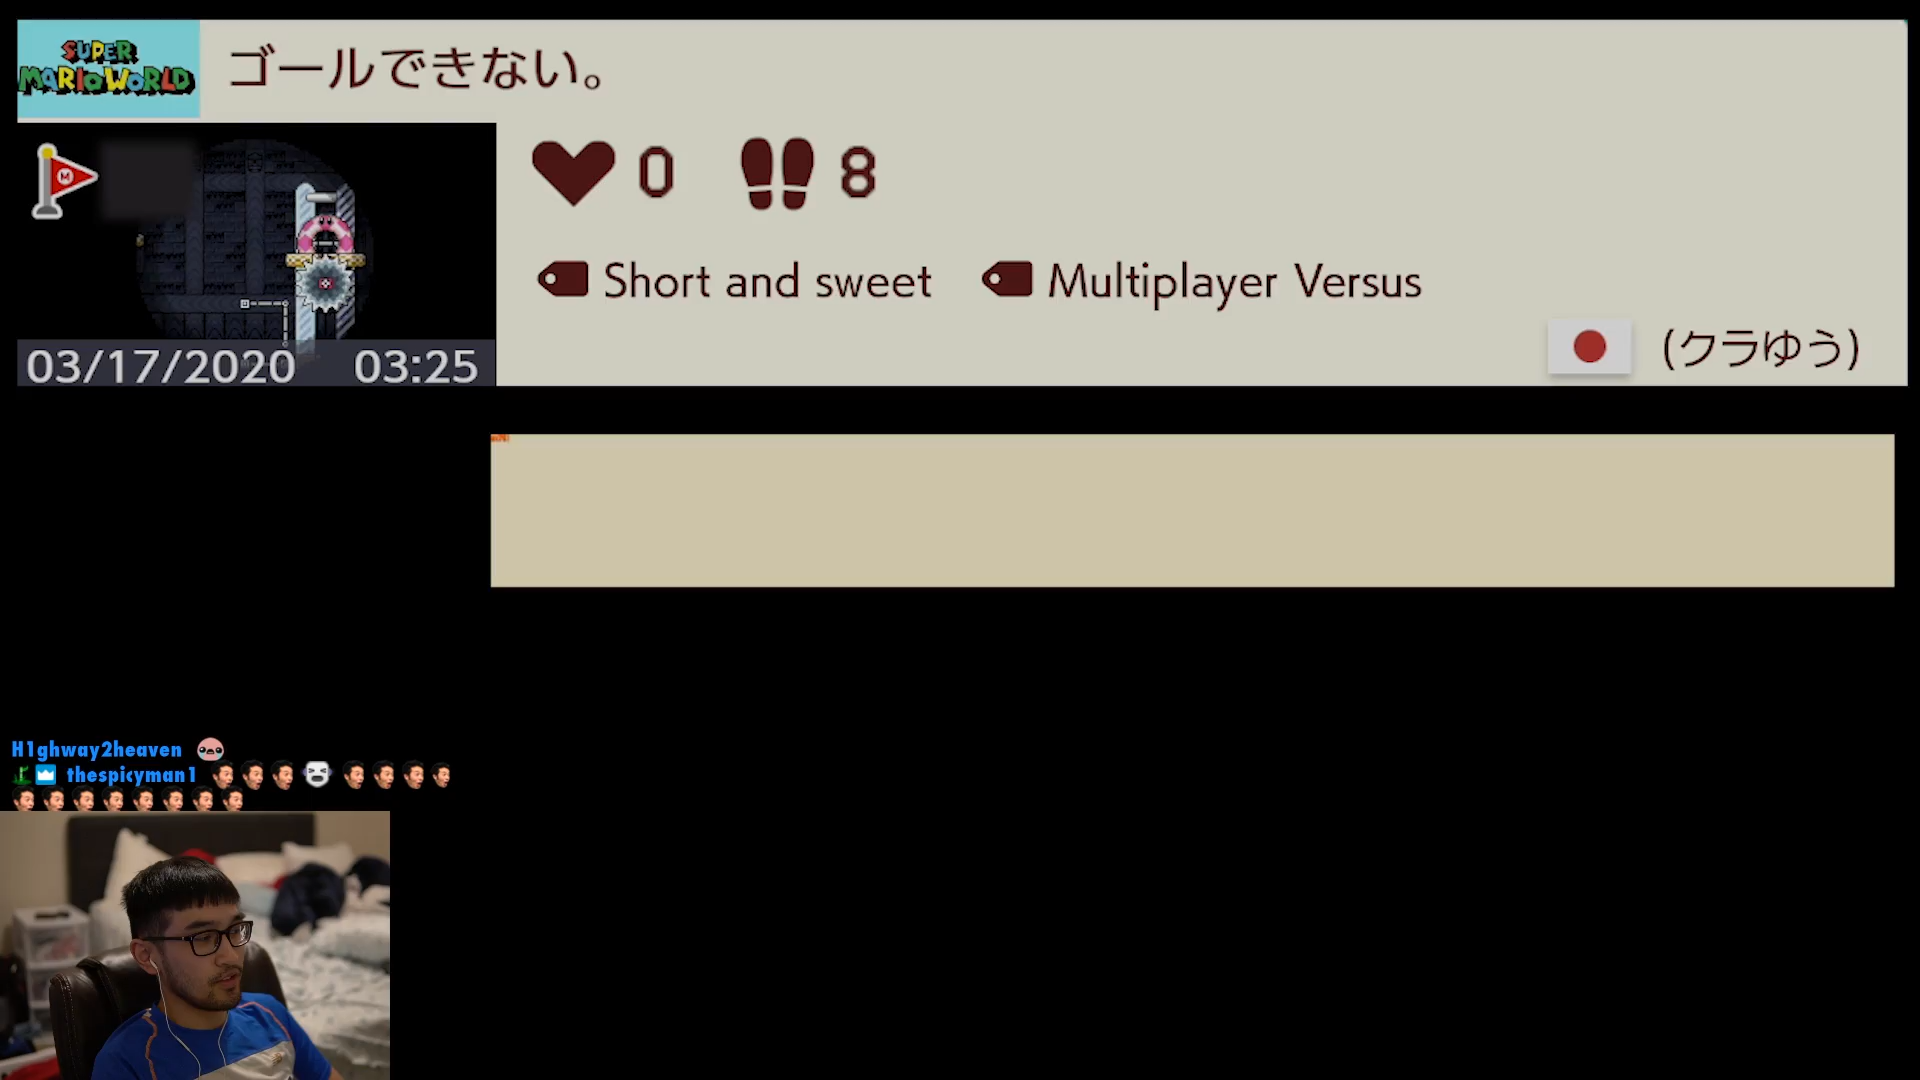 SUPER
MARIO WORLD
ゴールできない。
M
0
8
Short and sweet
Multiplayer Versus
(クラゆう)
03/17/2020 03:25
H1ghway2heaven
thespicyman1